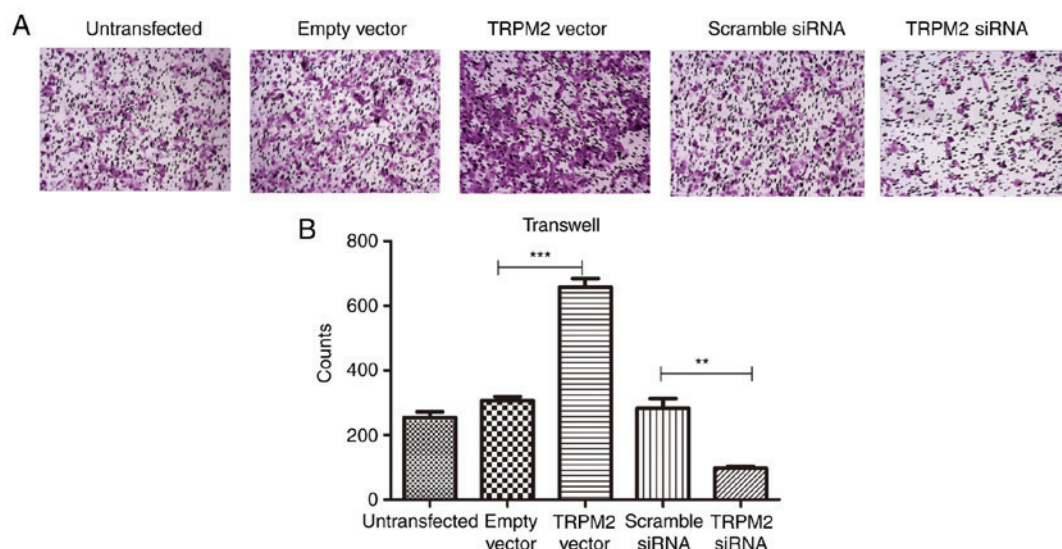 A
Untransfected Empty vector TRPM2 vector Scramble siRNA TRPM2 siRNA
B
Transwell
800
600
400
200
0
Counts
***
**
Untransfected Empty vector TRPM2 vector Scramble siRNA TRPM2 siRNA